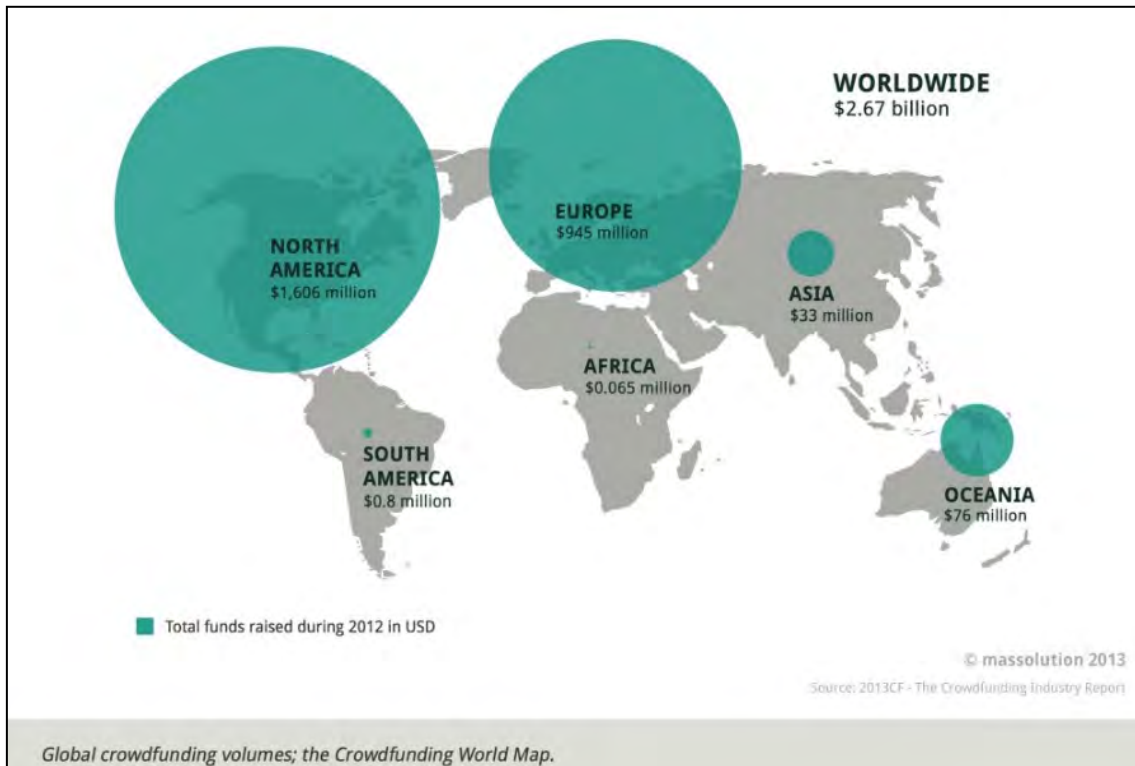 WORLDWIDE
$2.67 billion
NORTH
AMERICA
$1,606 million
EUROPE
$945 million
ASIA
$33 million
AFRICA
$0.065 million
SOUTH
AMERICA
$0.8 million
OCEANIA
$76 million
Total funds raised during 2012 in USD
© massolution 2013
Source: 2013CF - The Crowdfunding Industry Report
Global crowdfunding volumes; the Crowdfunding World Map.